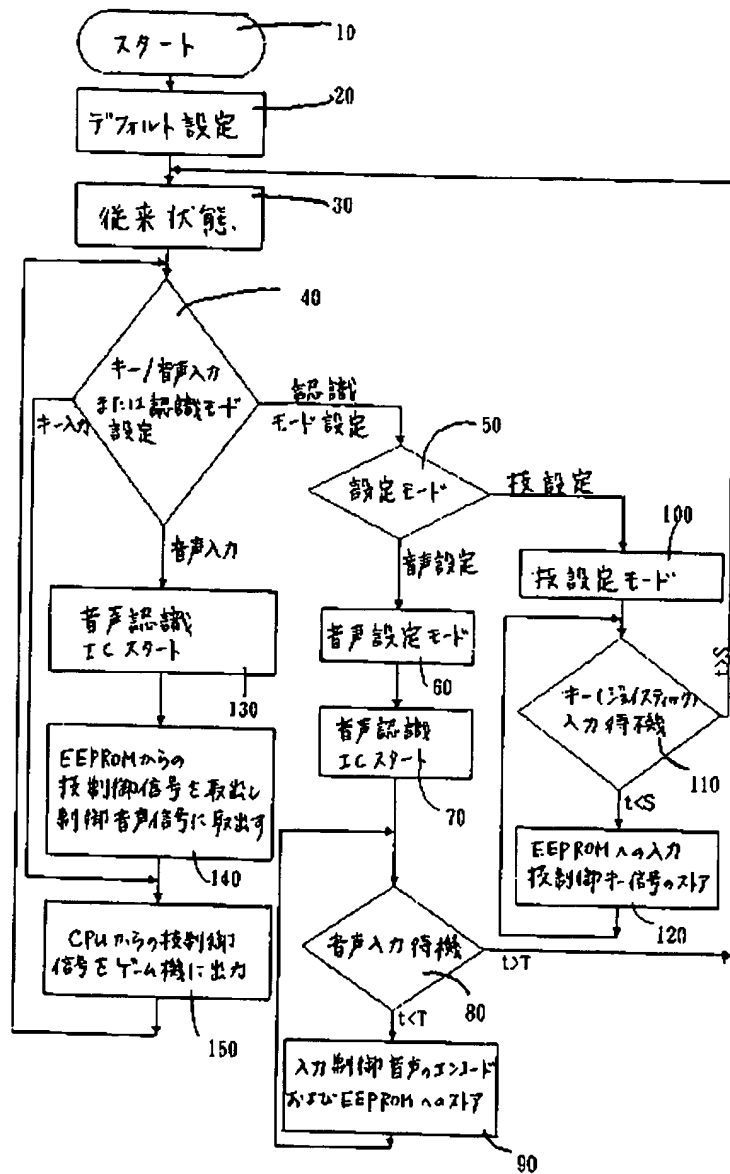 スタート
10
デフォルト設定
20
従来状態
30
40
キー/音声入力
または認識モード
設定
キー入力
認識
モード設定
音声入力
50
設定モード
技設定
音声設定
100
技設定モード
音声認識
ICスタート
130
音声設定モード
60
キー(ジョイスティック)
入力待機
110
S<t
t<S
音声認識
ICスタート
70
EEPROMからの
技制御信号を取出し
制御音声信号に取出す
140
EEPROMへの入力
技制御キー信号のストア
120
CPUからの技制御
信号をゲーム機に出力
150
音声入力待機
80
t>T
t<T
入力制御音声のエンコード
およびEEPROMへのストア
90